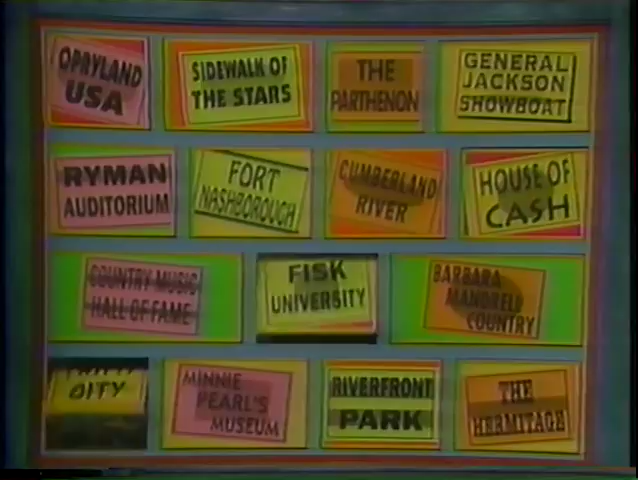 OPRYLAND
USA
SIDEWALK OF
THE STARS
THE
PARTHENON
GENERAL
JACKSON
SHOWBOAT
RYMAN
AUDITORIUM
FORT
NASHBOROUGH
CUMBERLAND
RIVER
HOUSE OF
CASH
COUNTRY MUSIC
HALL OF FAME
FISK
UNIVERSITY
BARBARA
MANDRELL
COUNTRY
CITY
MINNIE
PEARL'S
MUSEUM
RIVERFRONT
PARK
THE
HERMITAGE